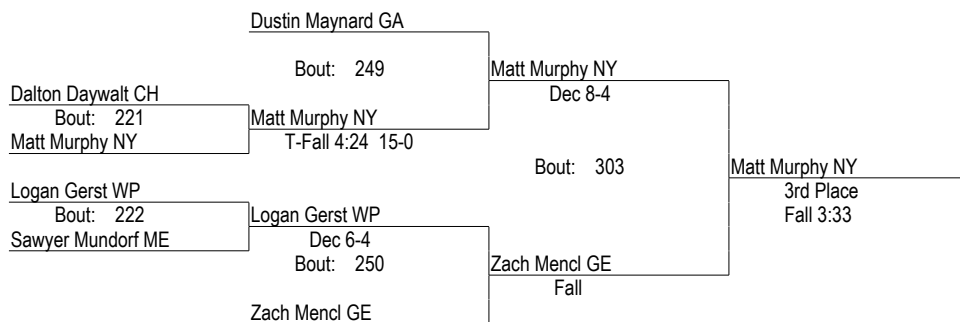 Dustin Maynard GA
Bout: 249
Matt Murphy NY
Dec 8-4
Dalton Daywalt CH
Bout: 221
Matt Murphy NY
Matt Murphy NY
T-Fall 4:24 15-0
Bout: 303
Matt Murphy NY
3rd Place
Fall 3:33
Logan Gerst WP
Bout: 222
Sawyer Mundorf ME
Logan Gerst WP
Dec 6-4
Bout: 250
Zach Mencl GE
Fall
Zach Mencl GE